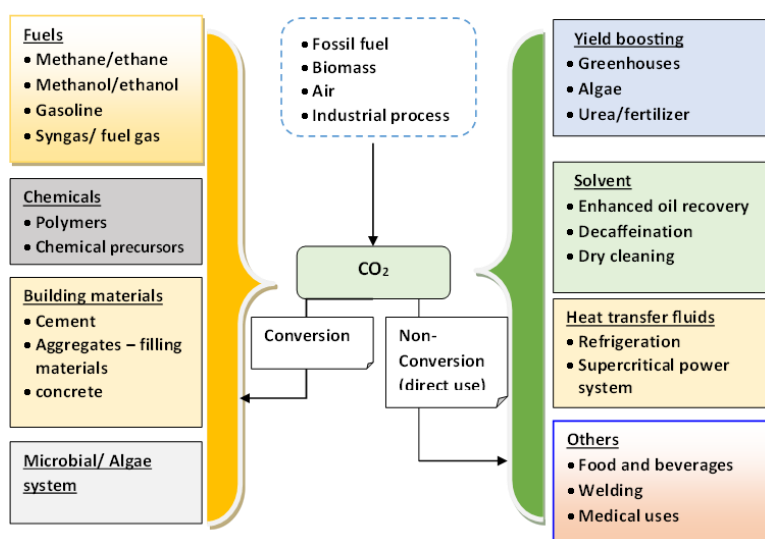 Fuels
• Methane/ethane
• Methanol/ethanol
• Gasoline
• Syngas/ fuel gas
Chemicals
• Polymers
• Chemical precursors
Building materials
• Cement
• Aggregates – filling
materials
• concrete
Microbial/ Algae
system
• Fossil fuel
• Biomass
• Air
• Industrial process
CO₂
Conversion
Non-
Conversion
(direct use)
Yield boosting
• Greenhouses
• Algae
• Urea/fertilizer
Solvent
• Enhanced oil recovery
• Decaffeination
• Dry cleaning
Heat transfer fluids
• Refrigeration
• Supercritical power
system
Others
• Food and beverages
• Welding
• Medical uses